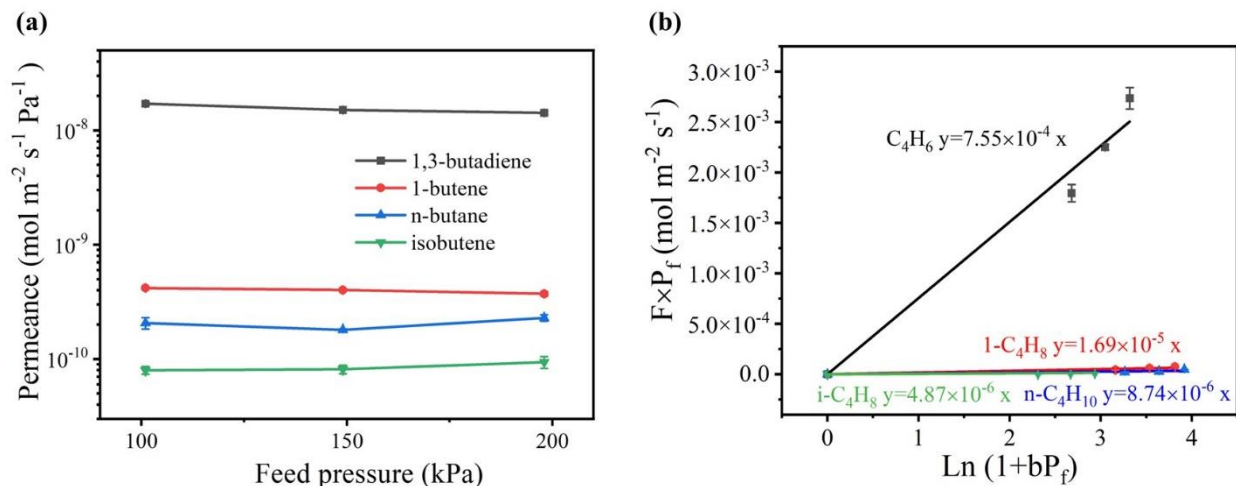 (a)
Permeance (mol m⁻² s⁻¹ Pa⁻¹)
10⁻⁸
10⁻⁹
10⁻¹⁰
1,3-butadiene
1-butene
n-butane
isobutene
100
150
200
Feed pressure (kPa)
(b)
F×P_f (mol m⁻² s⁻¹)
3.0×10⁻³
2.5×10⁻³
2.0×10⁻³
1.5×10⁻³
1.0×10⁻³
5.0×10⁻⁴
0.0
C₄H₆ y=7.55×10⁻⁴ x
1-C₄H₈ y=1.69×10⁻⁵ x
i-C₄H₈ y=4.87×10⁻⁶ x
n-C₄H₁₀ y=8.74×10⁻⁶ x
0
1
2
3
4
Ln (1+bP_f)